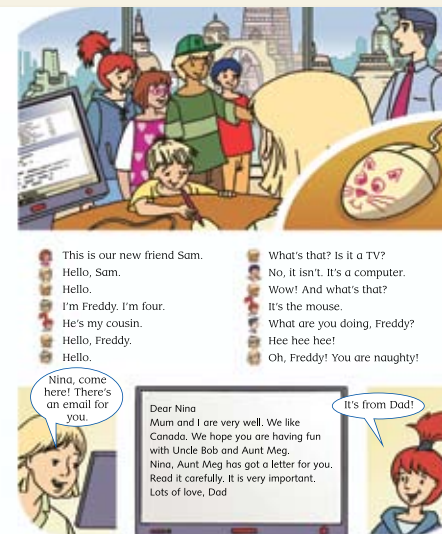 This is our new friend Sam.
Hello, Sam.
Hello.
I'm Freddy. I'm four.
He's my cousin.
Hello, Freddy.
Hello.
What's that? Is it a TV?
No, it isn't. It's a computer.
Wow! And what's that?
It's the mouse.
What are you doing, Freddy?
Hee hee hee!
Oh, Freddy! You are naughty!
Nina, come
here! There's
an email for
you.
Dear Nina
Mum and I are very well. We like
Canada. We hope you are having fun
with Uncle Bob and Aunt Meg.
Nina, Aunt Meg has got a letter for you.
Read it carefully. It is very important.
Lots of love, Dad
It's from Dad!